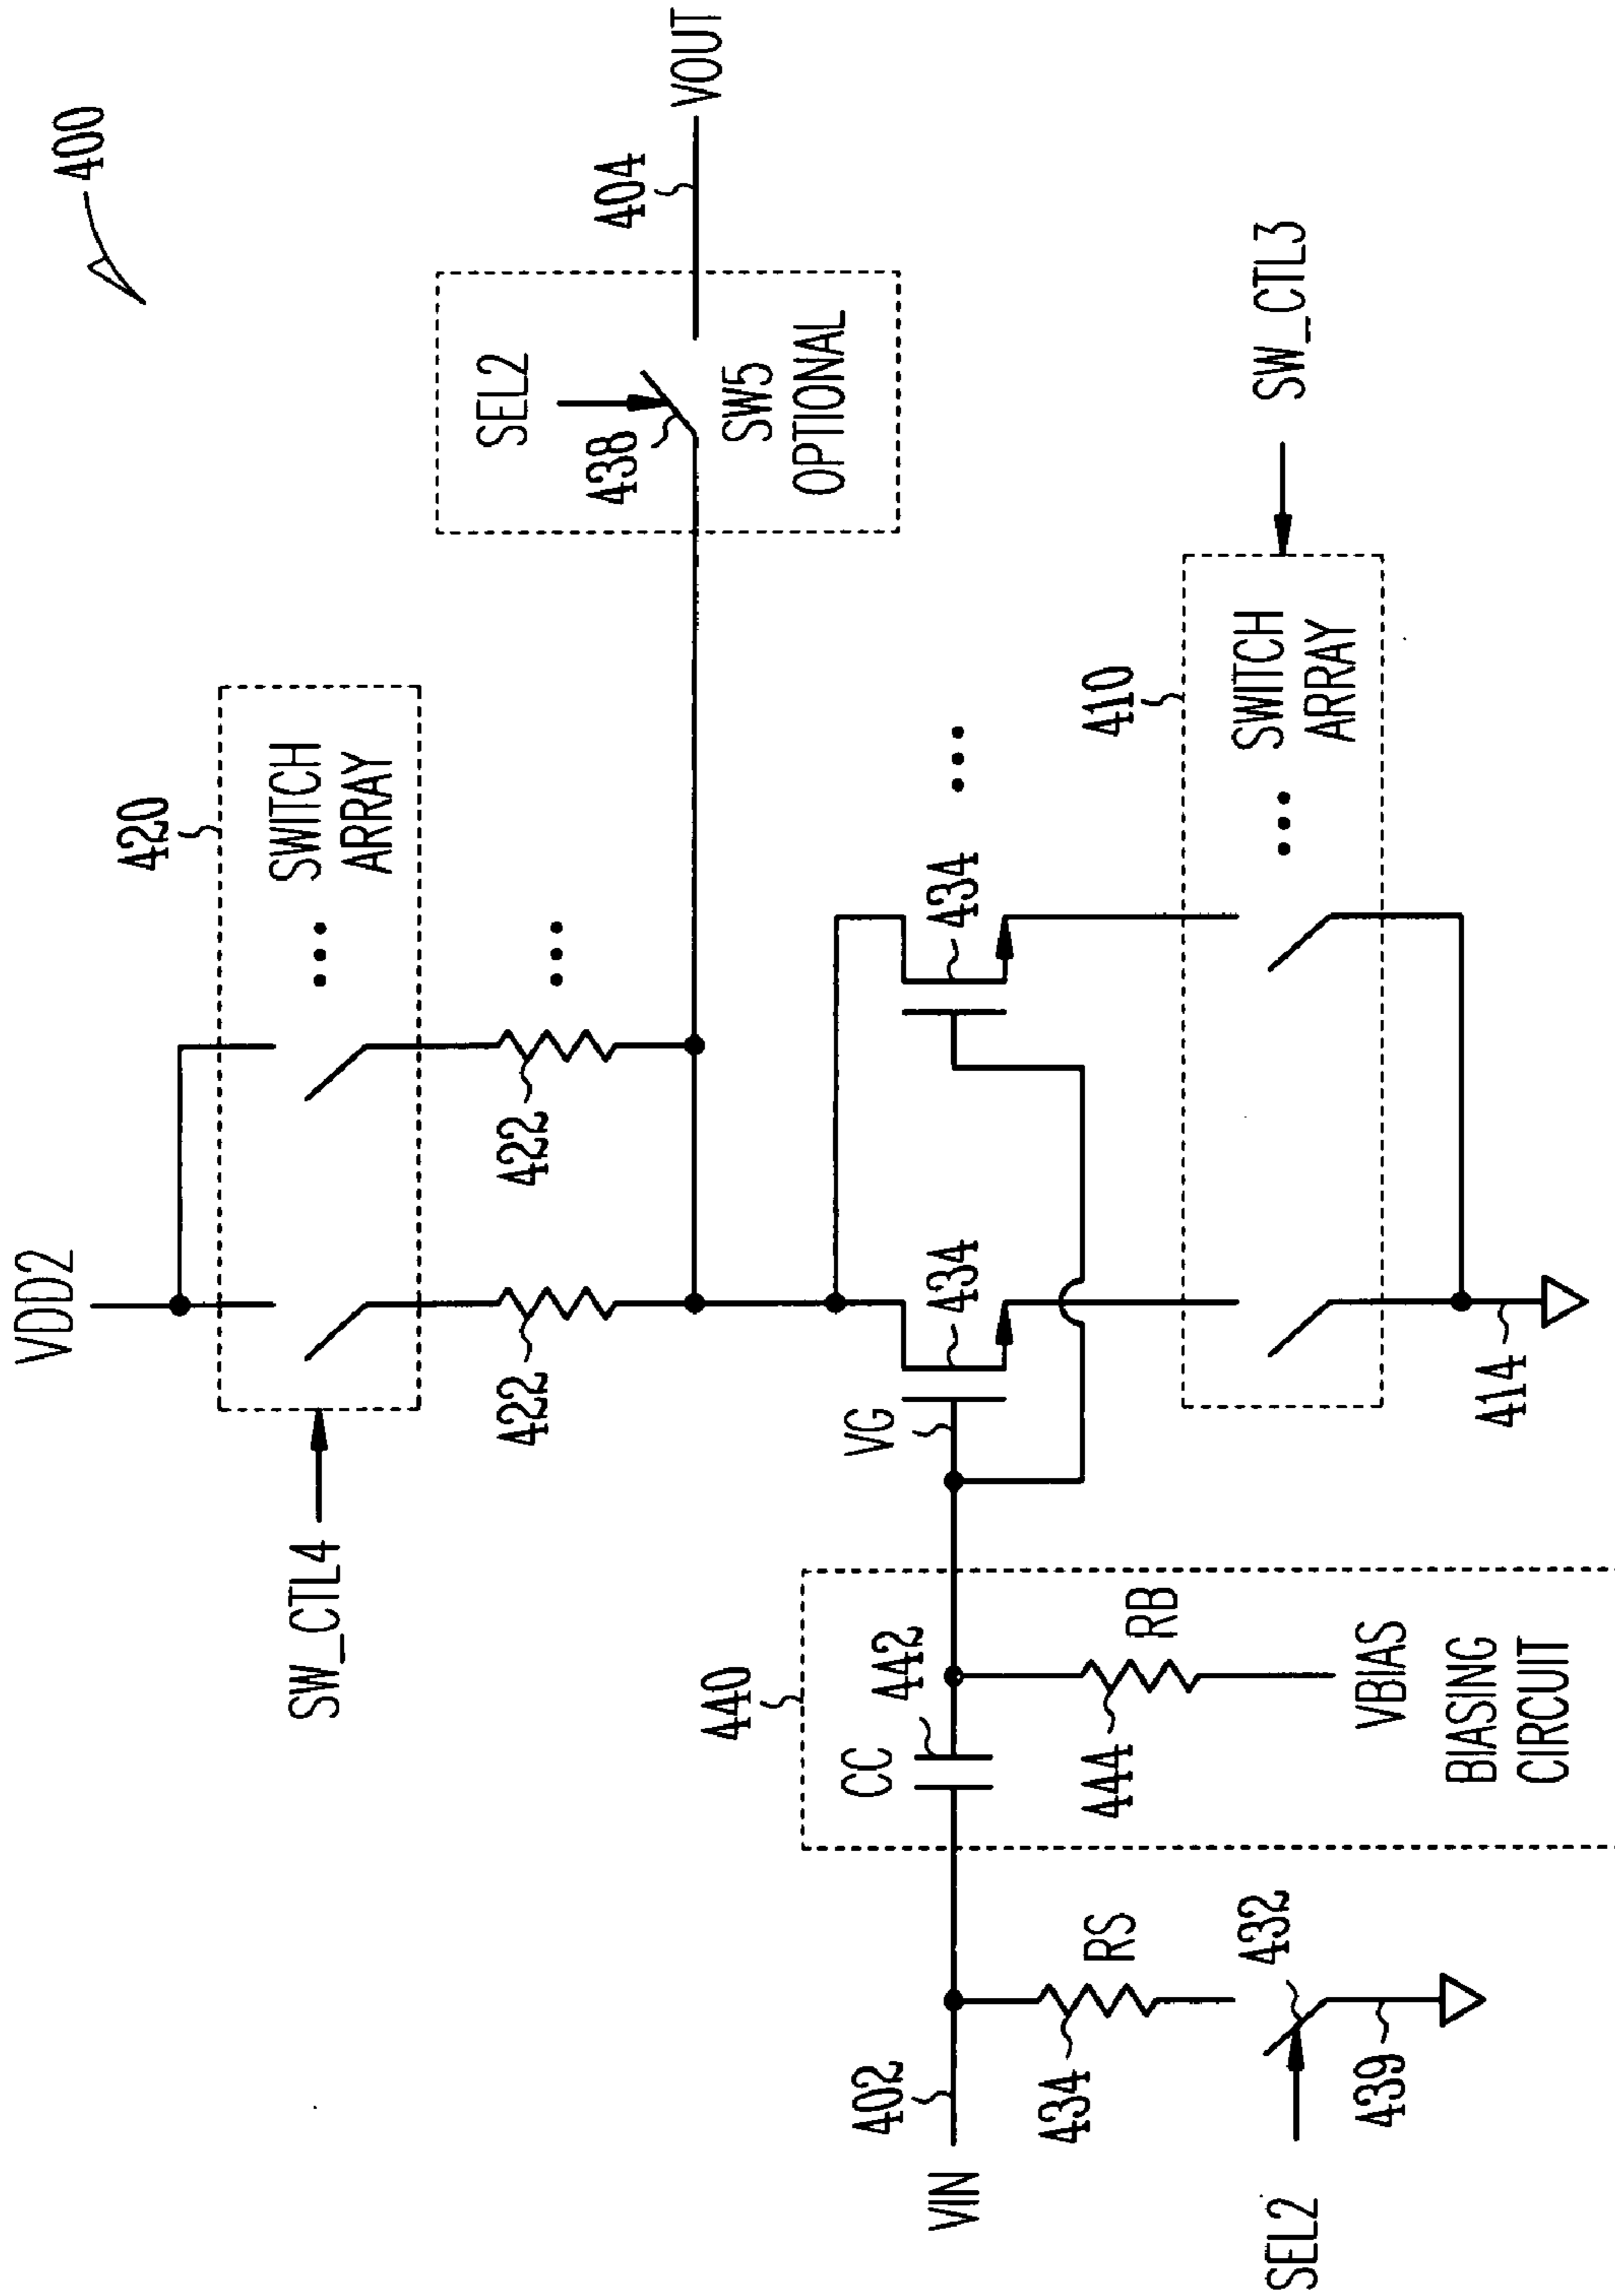 400
VDD2
420
SWITCH
ARRAY
SW_CTL4
422
422
SEL2
438
SW5
OPTIONAL
404
VOUT
VG
434
434
440
CC
442
444
RB
VBIAS
BIASING
CIRCUIT
402
VIN
434
RS
432
SEL2
439
410
SWITCH
ARRAY
SW_CTL3
414